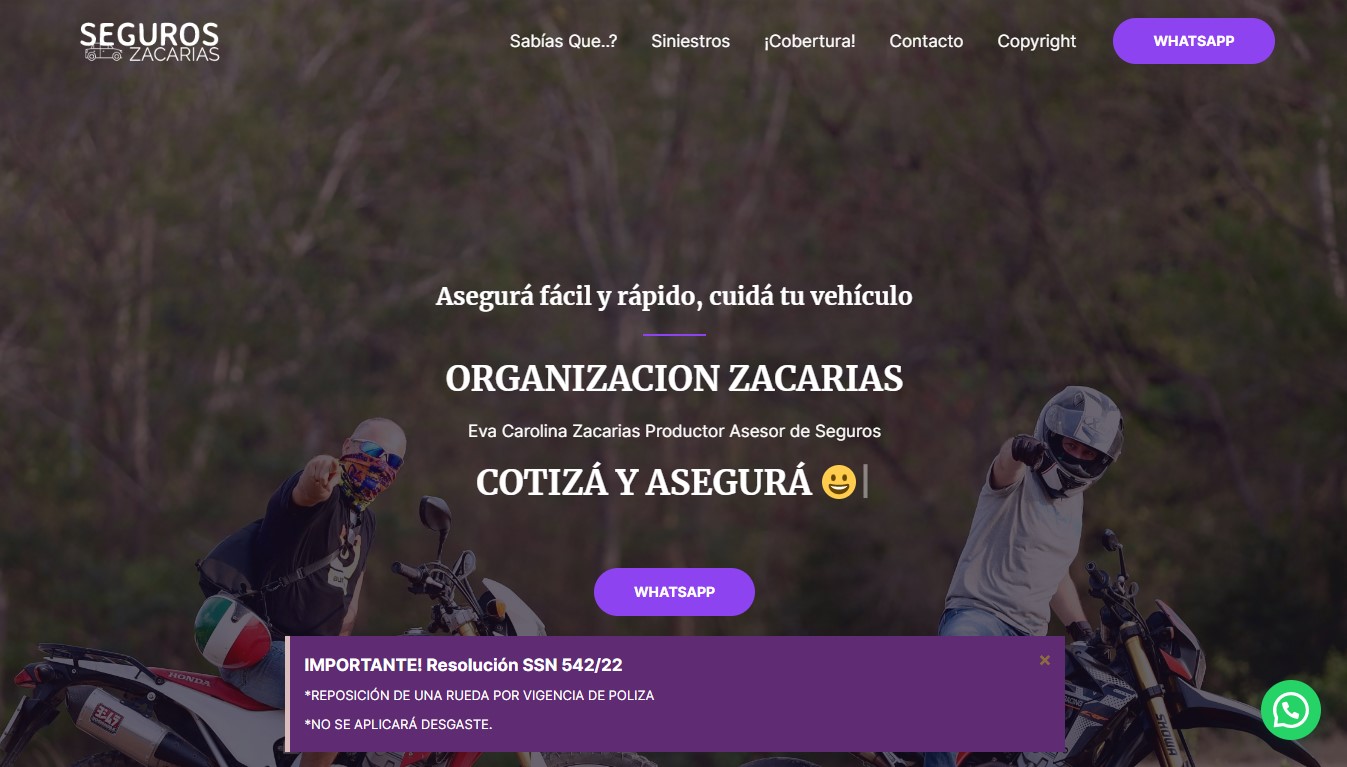 SEGUROS
ZACARIAS
Sabías Que..?
Siniestros
¡Cobertura!
Contacto
Copyright
WHATSAPP
Asegurá fácil y rápido, cuidá tu vehículo
ORGANIZACION ZACARIAS
Eva Carolina Zacarias Productor Asesor de Seguros
COTIZÁ Y ASEGURÁ 😀
WHATSAPP
IMPORTANTE! Resolución SSN 542/22
*REPOSICIÓN DE UNA RUEDA POR VIGENCIA DE POLIZA
*NO SE APLICARÁ DESGASTE.
HONDA
SHOWA